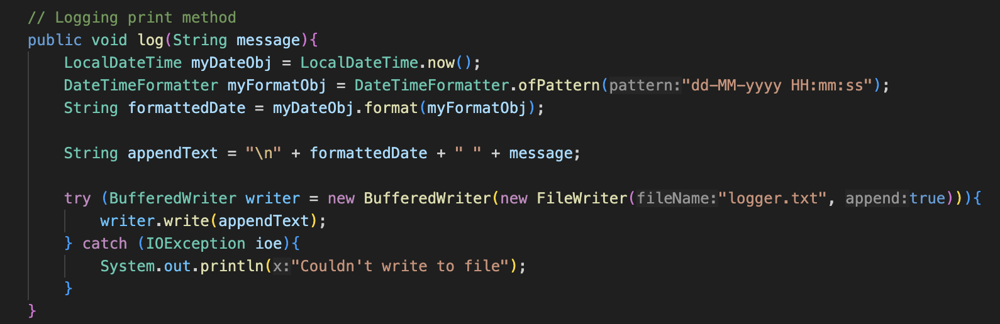 // Logging print method
public void log(String message){
LocalDateTime myDateObj = LocalDateTime.now();
DateTimeFormatter myFormatObj = DateTimeFormatter.ofPattern(pattern:"dd-MM-yyyy HH:mm:ss");
String formattedDate = myDateObj.format(myFormatObj);
String appendText = "\n" + formattedDate + " " + message;
try (BufferedWriter writer = new BufferedWriter(new FileWriter(fileName:"logger.txt", append:true))){
writer.write(appendText);
} catch (IOException ioe){
System.out.println(x:"Couldn't write to file");
}
}